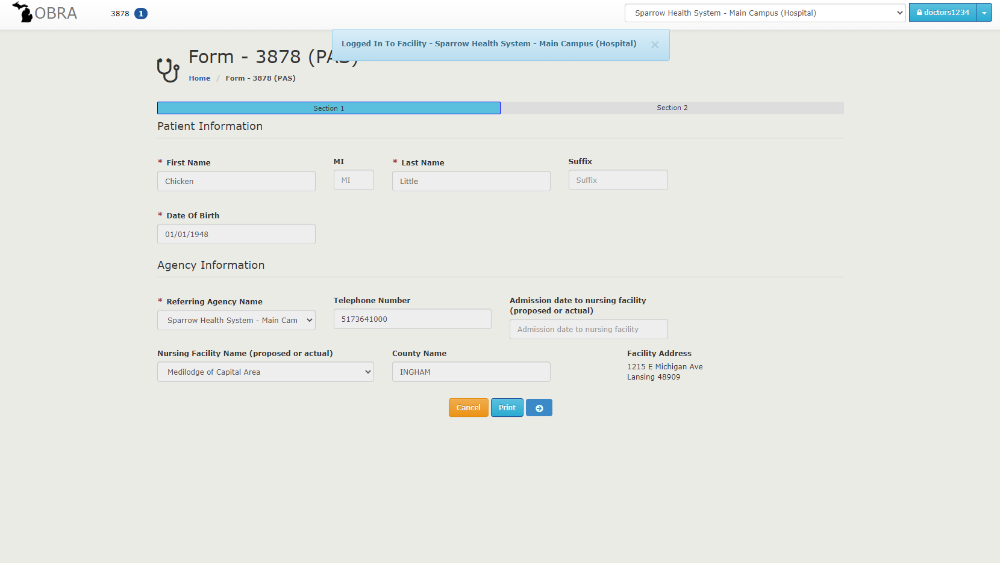 OBRA
3878 1
Sparrow Health System - Main Campus (Hospital)
doctors1234
Logged In To Facility - Sparrow Health System - Main Campus (Hospital) ×
Form - 3878 (PAS)
Home / Form - 3878 (PAS)
Section 1 Section 2
Patient Information
* First Name MI * Last Name Suffix
Chicken MI Little Suffix
* Date Of Birth
01/01/1948
Agency Information
* Referring Agency Name Telephone Number Admission date to nursing facility
(proposed or actual)
Sparrow Health System - Main Cam 5173641000 Admission date to nursing facility
Nursing Facility Name (proposed or actual) County Name Facility Address
Medilodge of Capital Area INGHAM 1215 E Michigan Ave
Lansing 48909
Cancel Print